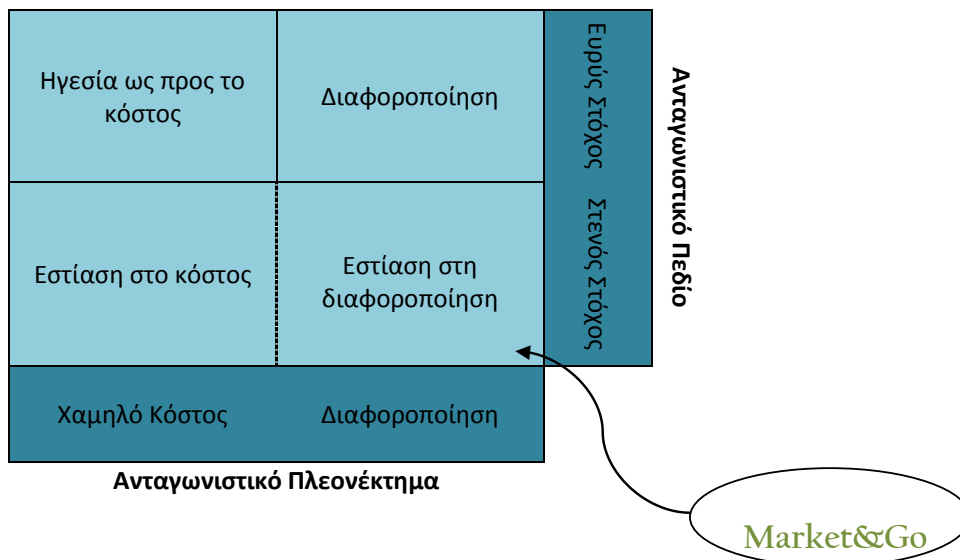 Ηγεσία ως προς το
κόστος
Διαφοροποίηση
Ευρύς Στόχος
Ανταγωνιστικό Πεδίο
Εστίαση στο κόστος
Εστίαση στη
διαφοροποίηση
Στενός Στόχος
Χαμηλό Κόστος
Διαφοροποίηση
Ανταγωνιστικό Πλεονέκτημα
Market&Go